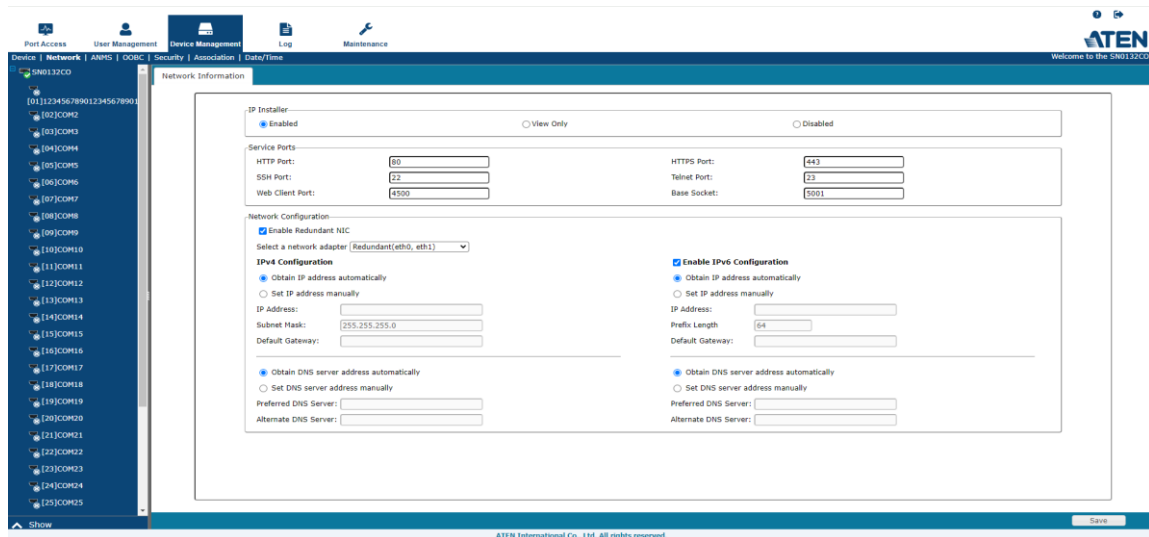 Port Access
User Management
Device Management
Log
Maintenance
ATEN
Device | Network | ANMS | OOBC | Security | Association | Date/Time
Welcome to the SN0132CO
SN0132CO
[01]123456789012345678901
[02]COM2
[03]COM3
[04]COM4
[05]COM5
[06]COM6
[07]COM7
[08]COM8
[09]COM9
[10]COM10
[11]COM11
[12]COM12
[13]COM13
[14]COM14
[15]COM15
[16]COM16
[17]COM17
[18]COM18
[19]COM19
[20]COM20
[21]COM21
[22]COM22
[23]COM23
[24]COM24
[25]COM25
Show
Network Information
IP Installer
Enabled
View Only
Disabled
Service Ports
HTTP Port: 80
HTTPS Port: 443
SSH Port: 22
Telnet Port: 23
Web Client Port: 4500
Base Socket: 5001
Network Configuration
Enable Redundant NIC
Select a network adapter Redundant(eth0, eth1)
IPv4 Configuration
Obtain IP address automatically
Set IP address manually
IP Address:
Subnet Mask: 255.255.255.0
Default Gateway:
Obtain DNS server address automatically
Set DNS server address manually
Preferred DNS Server:
Alternate DNS Server:
Enable IPv6 Configuration
Obtain IP address automatically
Set IP address manually
IP Address:
Prefix Length 64
Default Gateway:
Obtain DNS server address automatically
Set DNS server address manually
Preferred DNS Server:
Alternate DNS Server:
Save
ATEN International Co., Ltd. All rights reserved.